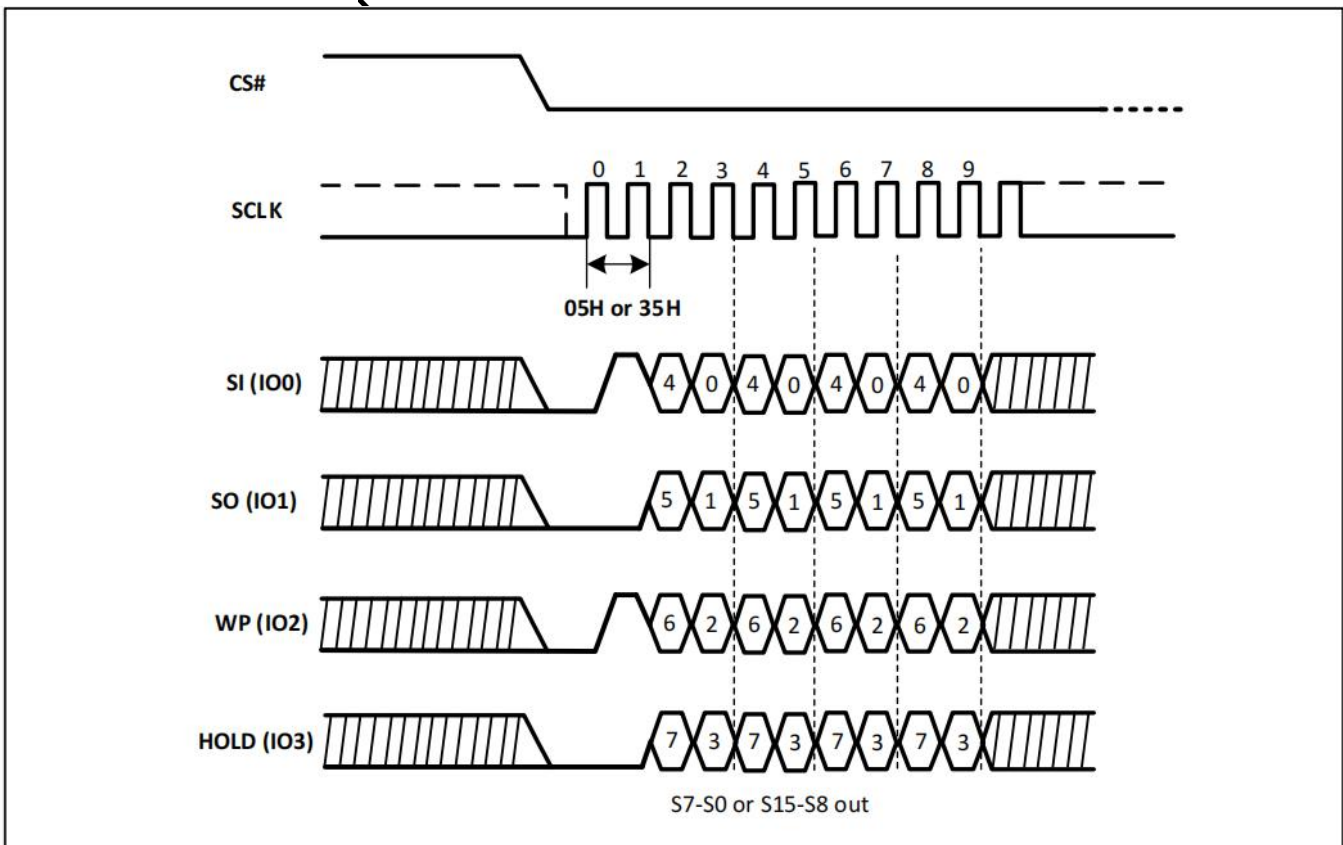 CS#
0 1 2 3 4 5 6 7 8 9
SCLK
05H or 35H
SI (IO0) 4 0 4 0 4 0 4 0
SO (IO1) 5 1 5 1 5 1 5 1
WP (IO2) 6 2 6 2 6 2 6 2
HOLD (IO3) 7 3 7 3 7 3 7 3
S7-S0 or S15-S8 out